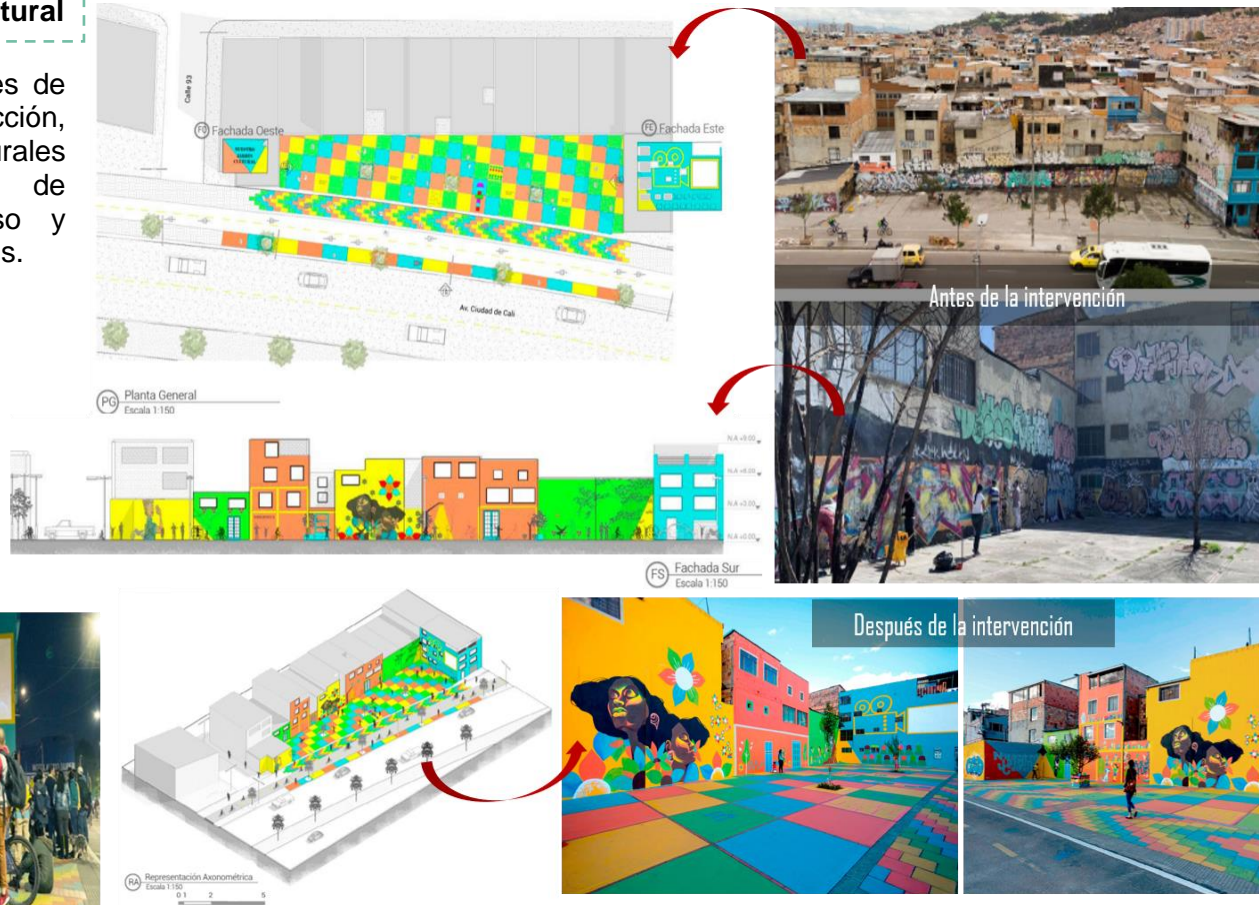 tural
es de
cción,
urales
de
so y
s.
Calle 93
FO Fachada Oeste
NUESTRO
CULTURAL
FE Fachada Este
Av. Ciudad de Cali
PG Planta General
Escala 1:150
N.A +9.00
N.A +6.00
N.A +3.00
N.A +0.00
FS Fachada Sur
Escala 1:150
RA Representación Axonométrica
Escala 1:150
0 1 2 5
Antes de la intervención
Después de la intervención